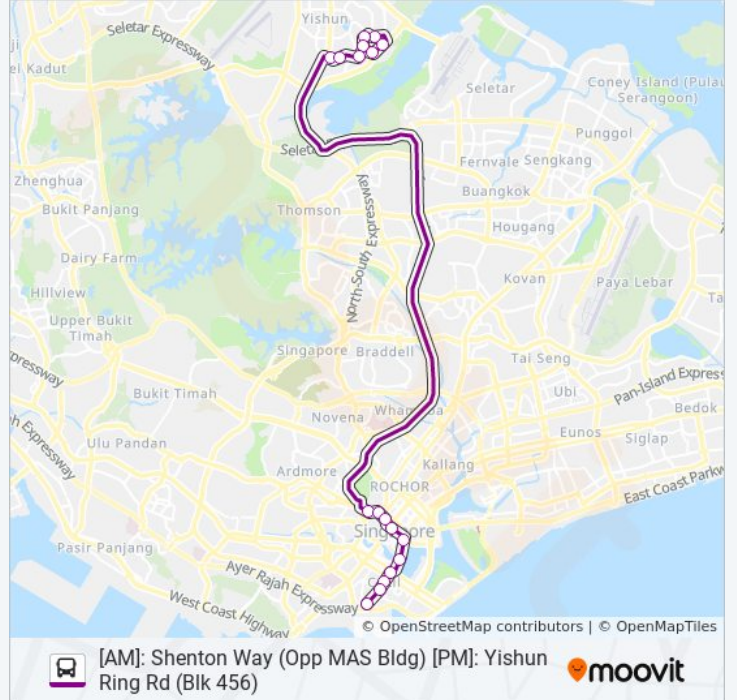 Yishun
Seletar Expressway
ei Kadut
Seletar
Coney Island (Pulau
Serangoon)
Punggol
Fernvale Sengkang
Zhenghua
Bukit Panjang
Thomson
Buangkok
North-South Expressway
Hougang
Dairy Farm
Kovan
Paya Lebar
Hillview
Upper Bukit
Timah
Singapore
Braddell
Tai Seng
Pan-Island Express
Bukit Timah
Ubi
Novena
Bedok
Eunos
Siglap
Ulu Pandan
Kallang
Ardmore
ROCHOR
East Coast Parkw
Pasir Panjang
Ayer Rajah Expressway
West Coast Highway
© OpenStreetMap contributors | © OpenMapTiles
[AM]: Shenton Way (Opp MAS Bldg) [PM]: Yishun
Ring Rd (Blk 456)
moovit